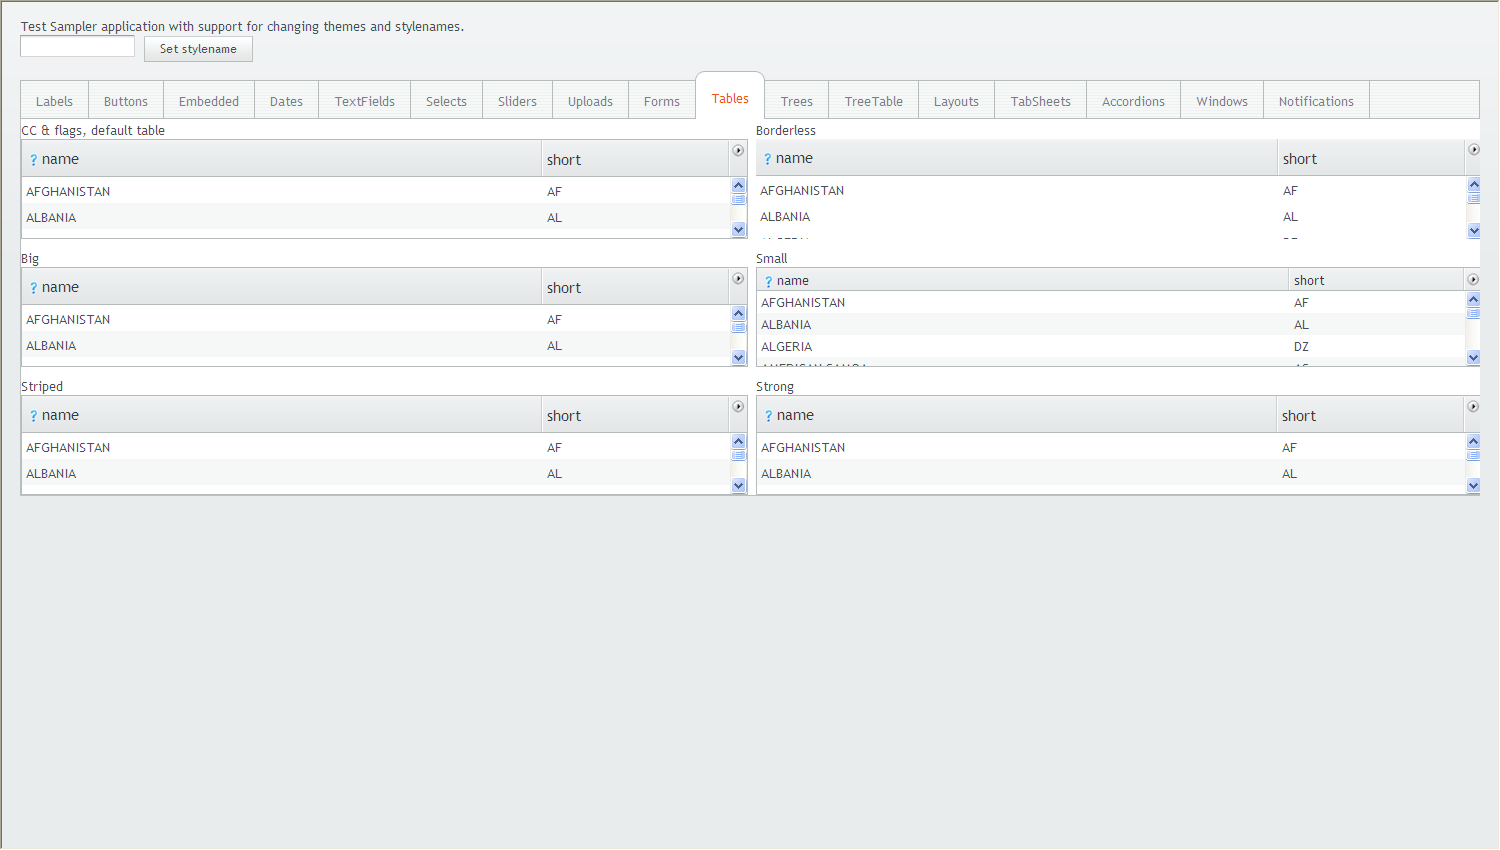 Test Sampler application with support for changing themes and stylenames.
Set stylename
Labels Buttons Embedded Dates TextFields Selects Sliders Uploads Forms Tables Trees TreeTable Layouts TabSheets Accordions Windows Notifications
CC & flags, default table
? name short
AFGHANISTAN AF
ALBANIA AL
Borderless
? name short
AFGHANISTAN AF
ALBANIA AL
Big
? name short
AFGHANISTAN AF
ALBANIA AL
Small
? name short
AFGHANISTAN AF
ALBANIA AL
ALGERIA DZ
Striped
? name short
AFGHANISTAN AF
ALBANIA AL
Strong
? name short
AFGHANISTAN AF
ALBANIA AL